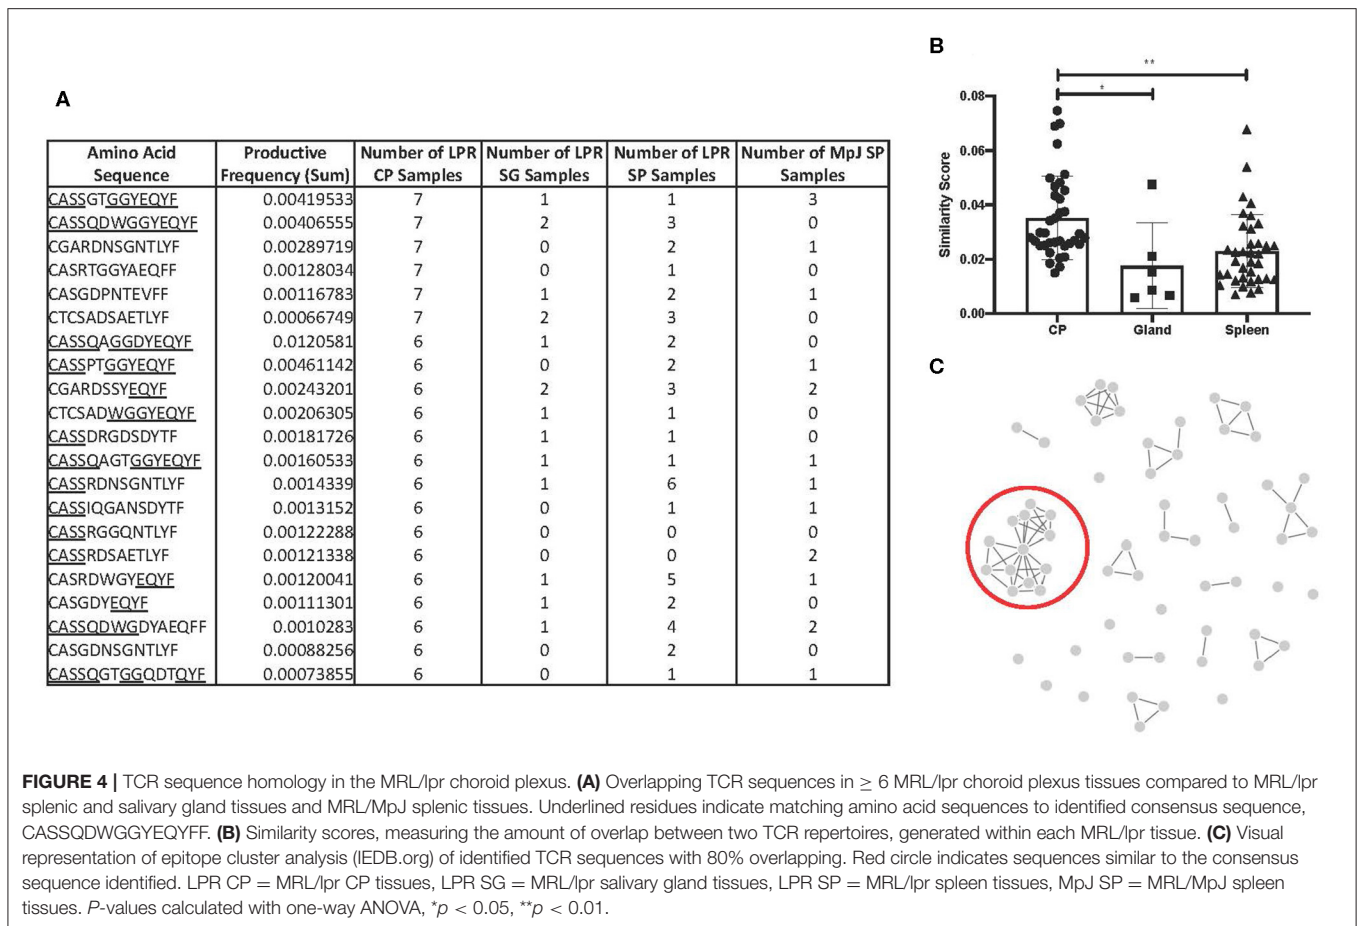 A
Amino Acid Sequence | Productive Frequency (Sum) | Number of LPR CP Samples | Number of LPR SG Samples | Number of LPR SP Samples | Number of MpJ SP Samples
CASSGTGGYEQYF 0.00419533 7 1 1 3
CASSQDWGGYEQYF 0.00406555 7 2 3 0
CGARDNSGNTLYF 0.00289719 7 0 2 1
CASRTGGYAEQFF 0.00128034 7 0 1 0
CASGDPNTEVFF 0.00116783 7 1 2 1
CTCSADSAETLYF 0.00066749 7 2 3 0
CASSQAGGDYEQYF 0.0120581 6 1 2 0
CASSPTGGYEQYF 0.00461142 6 0 2 1
CGARDSSYEQYF 0.00243201 6 2 3 2
CTCSADWGGYEQYF 0.00206305 6 1 1 0
CASSDRGDSDYTF 0.00181726 6 1 1 0
CASSQAGTGGYEQYF 0.00160533 6 1 1 1
CASSRDNSGNTLYF 0.0014339 6 1 6 1
CASSIQGANSDYTF 0.0013152 6 0 1 1
CASSRGGQNTLYF 0.00122288 6 0 0 0
CASSRDSAETLYF 0.00121338 6 0 0 2
CASRDWGYEQYF 0.00120041 6 1 5 1
CASGDYEQYF 0.00111301 6 1 2 0
CASSQDWGDYAEQFF 0.0010283 6 1 4 2
CASGDNSGNTLYF 0.00088256 6 0 2 0
CASSQGTGGQDTQYF 0.00073855 6 0 1 1
B
**
*
Similarity Score
0.08
0.06
0.04
0.02
0.00
CP Gland Spleen
C
FIGURE 4 | TCR sequence homology in the MRL/lpr choroid plexus. (A) Overlapping TCR sequences in ≥ 6 MRL/lpr choroid plexus tissues compared to MRL/lpr
splenic and salivary gland tissues and MRL/MpJ splenic tissues. Underlined residues indicate matching amino acid sequences to identified consensus sequence,
CASSQDWGGYEQYFF. (B) Similarity scores, measuring the amount of overlap between two TCR repertoires, generated within each MRL/lpr tissue. (C) Visual
representation of epitope cluster analysis (IEDB.org) of identified TCR sequences with 80% overlapping. Red circle indicates sequences similar to the consensus
sequence identified. LPR CP = MRL/lpr CP tissues, LPR SG = MRL/lpr salivary gland tissues, LPR SP = MRL/lpr spleen tissues, MpJ SP = MRL/MpJ spleen
tissues. P-values calculated with one-way ANOVA, *p < 0.05, **p < 0.01.